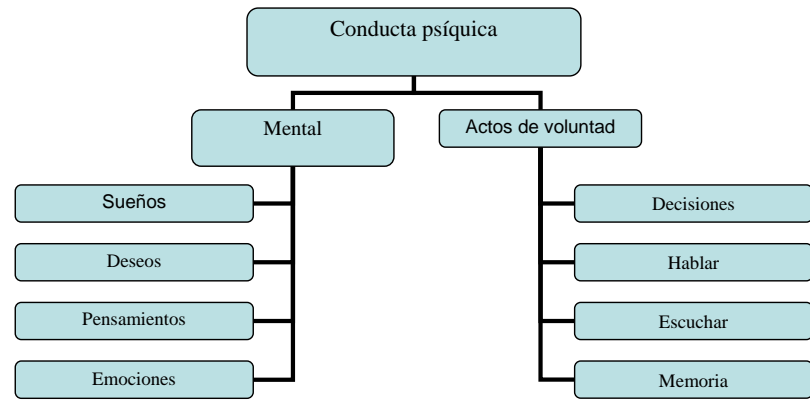 Conducta psíquica
Mental
Actos de voluntad
Sueños
Deseos
Pensamientos
Emociones
Decisiones
Hablar
Escuchar
Memoria